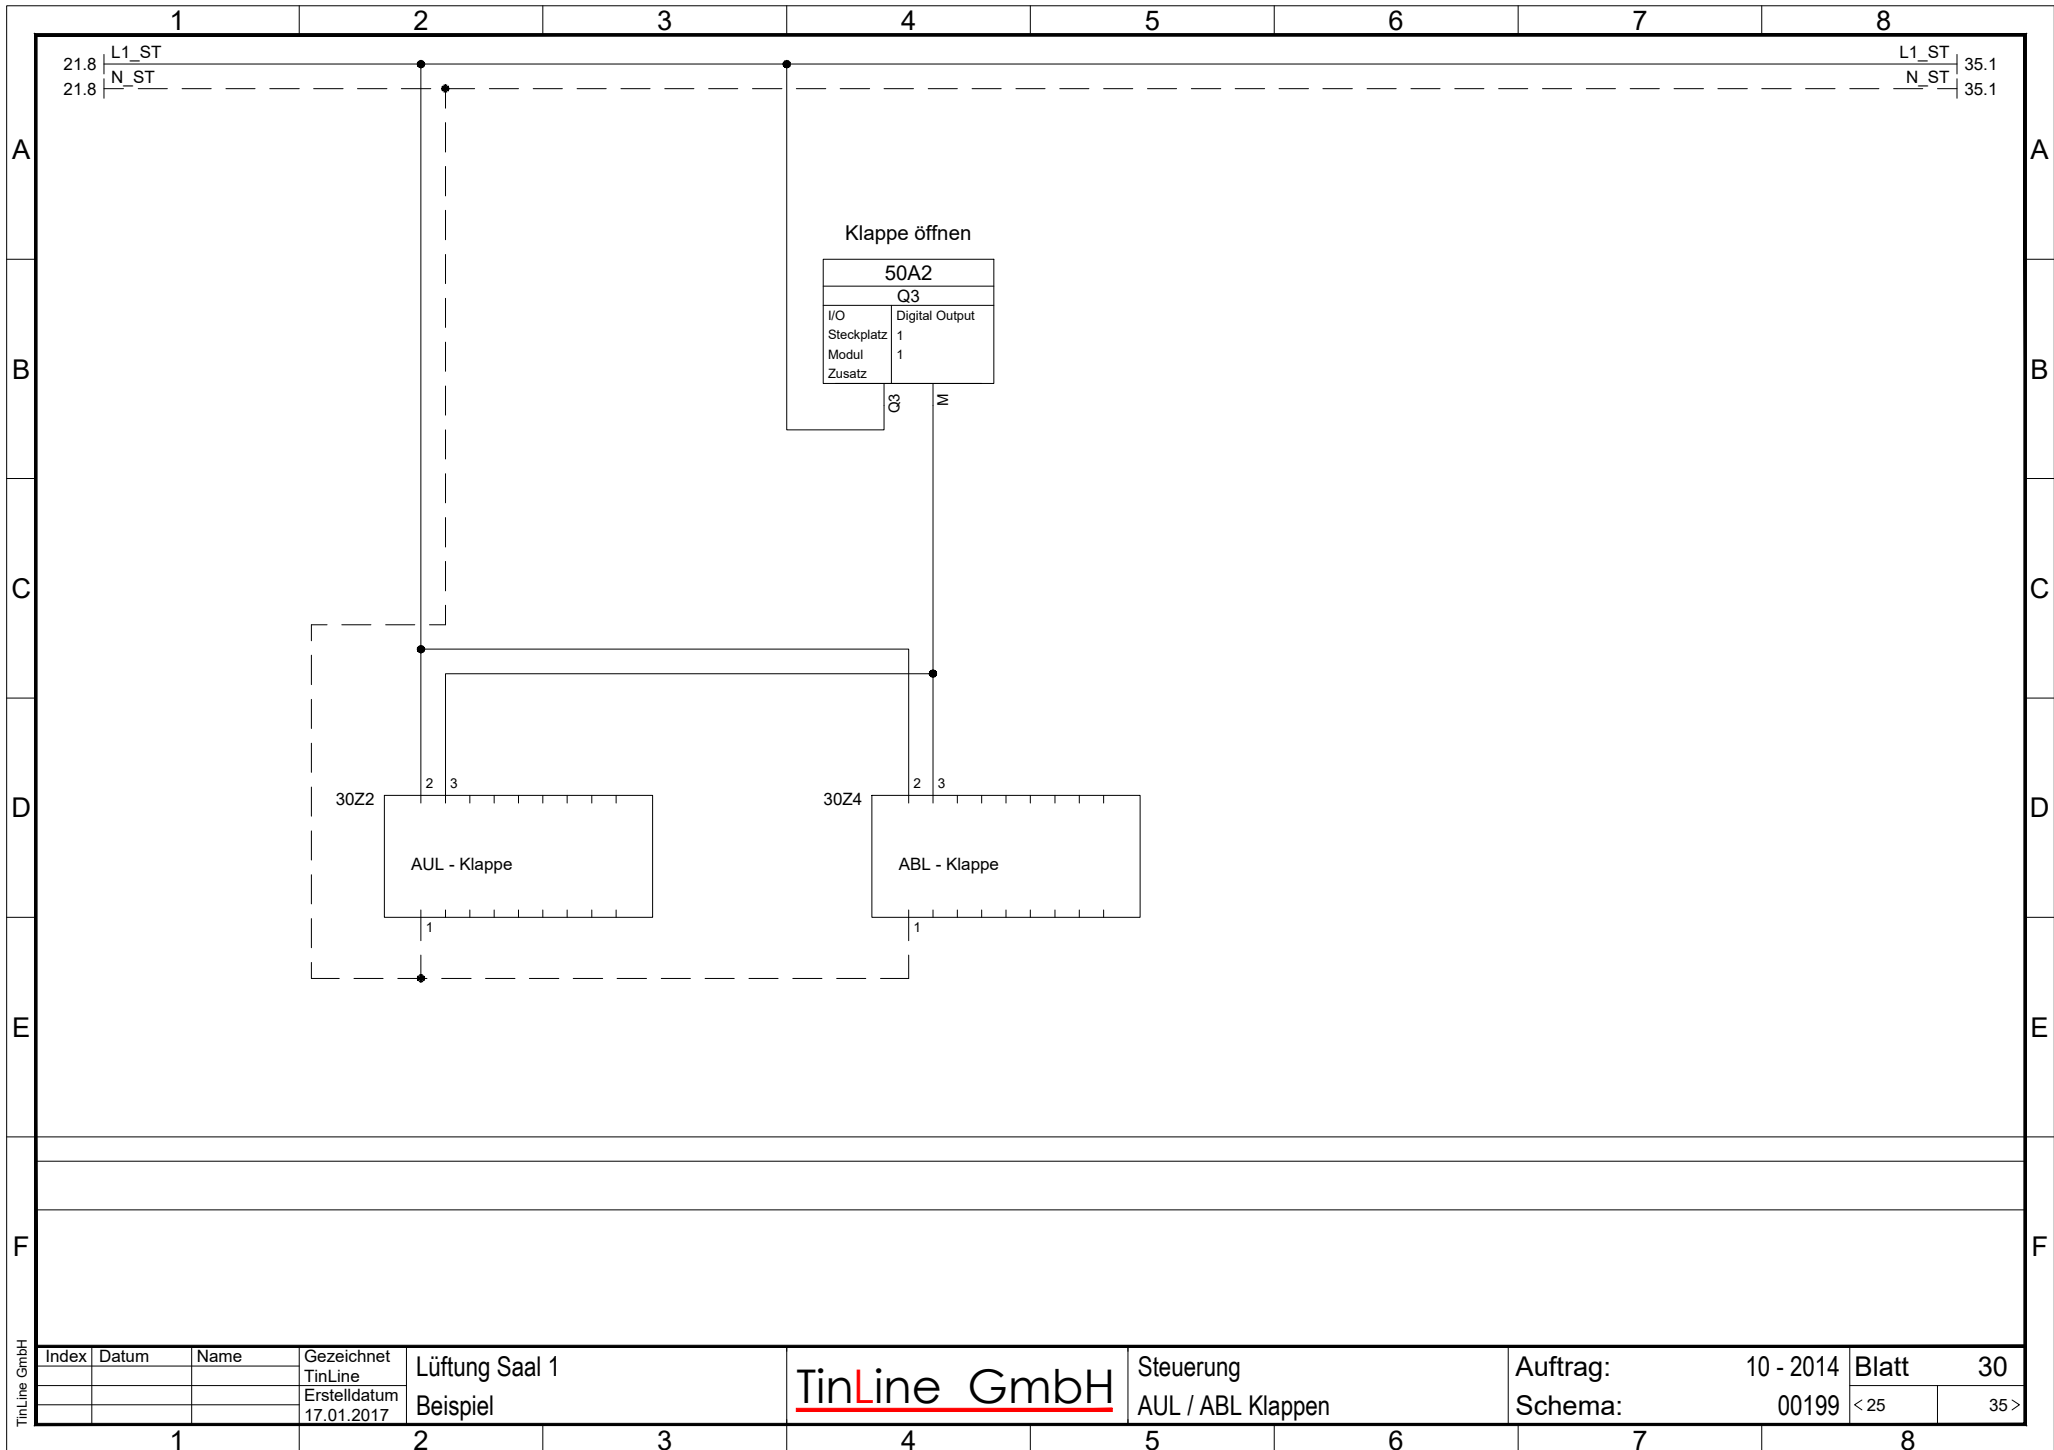 1 2 3 4 5 6 7 8
L1_ST L1_ST
21.8 35.1
N_ST N_ST
21.8 35.1
A A
Klappe öffnen
50A2
Q3
I/O Digital Output
Steckplatz 1
Modul 1
Zusatz
B B
Q3 M
C C
2 3 2 3
30Z2 30Z4
D D
AUL - Klappe ABL - Klappe
1 1
E E
F F
TinLine GmbH
Index Datum Name Gezeichnet
TinLine
Erstelldatum
17.01.2017
Lüftung Saal 1
Beispiel
TinLine GmbH
Steuerung
AUL / ABL Klappen
Auftrag: 10 - 2014
Schema: 00199
Blatt 30
< 25 35 >
1 2 3 4 5 6 7 8